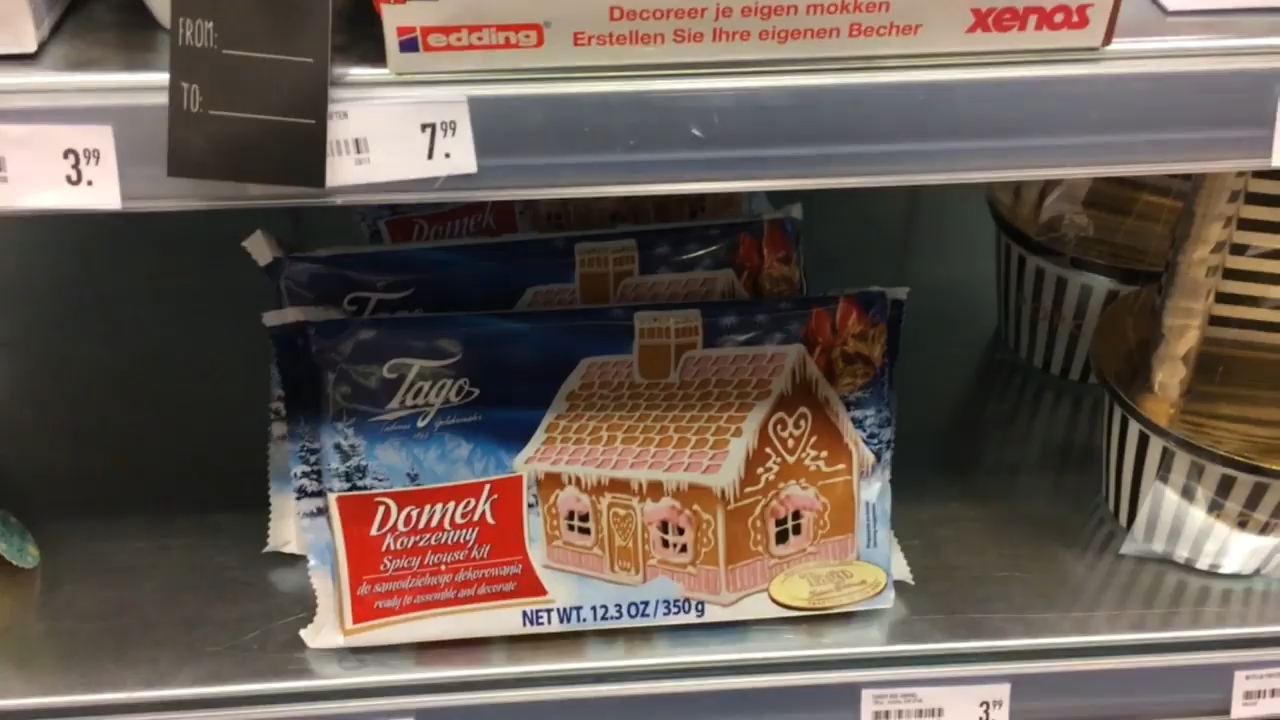 FROM:
TO:
edding
Decoreer je eigen mokken
Erstellen Sie Ihre eigenen Becher
xenos
3.99
7.99
Domek
Tago
Domek
Korzenny
Spicy house kit
do samodzielnego dekorowania
ready to assemble and decorate
NET WT. 12.3 OZ / 350 g
3.99